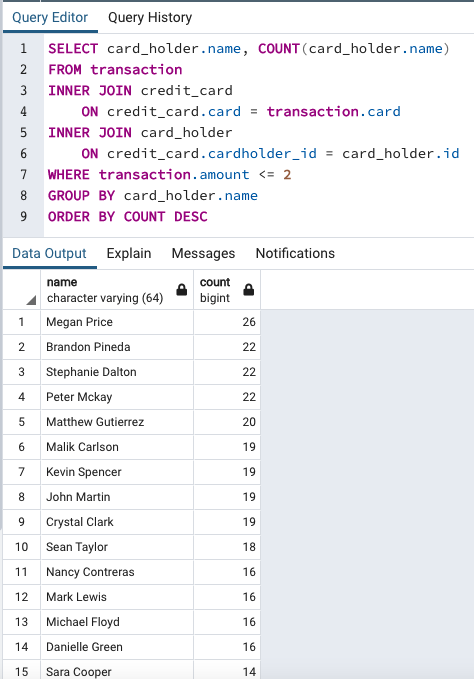 Query Editor Query History
1 SELECT card_holder.name, COUNT(card_holder.name)
2 FROM transaction
3 INNER JOIN credit_card
4 ON credit_card.card = transaction.card
5 INNER JOIN card_holder
6 ON credit_card.cardholder_id = card_holder.id
7 WHERE transaction.amount <= 2
8 GROUP BY card_holder.name
9 ORDER BY COUNT DESC
Data Output Explain Messages Notifications
name count
character varying (64) bigint
1 Megan Price 26
2 Brandon Pineda 22
3 Stephanie Dalton 22
4 Peter Mckay 22
5 Matthew Gutierrez 20
6 Malik Carlson 19
7 Kevin Spencer 19
8 John Martin 19
9 Crystal Clark 19
10 Sean Taylor 18
11 Nancy Contreras 16
12 Mark Lewis 16
13 Michael Floyd 16
14 Danielle Green 16
15 Sara Cooper 14